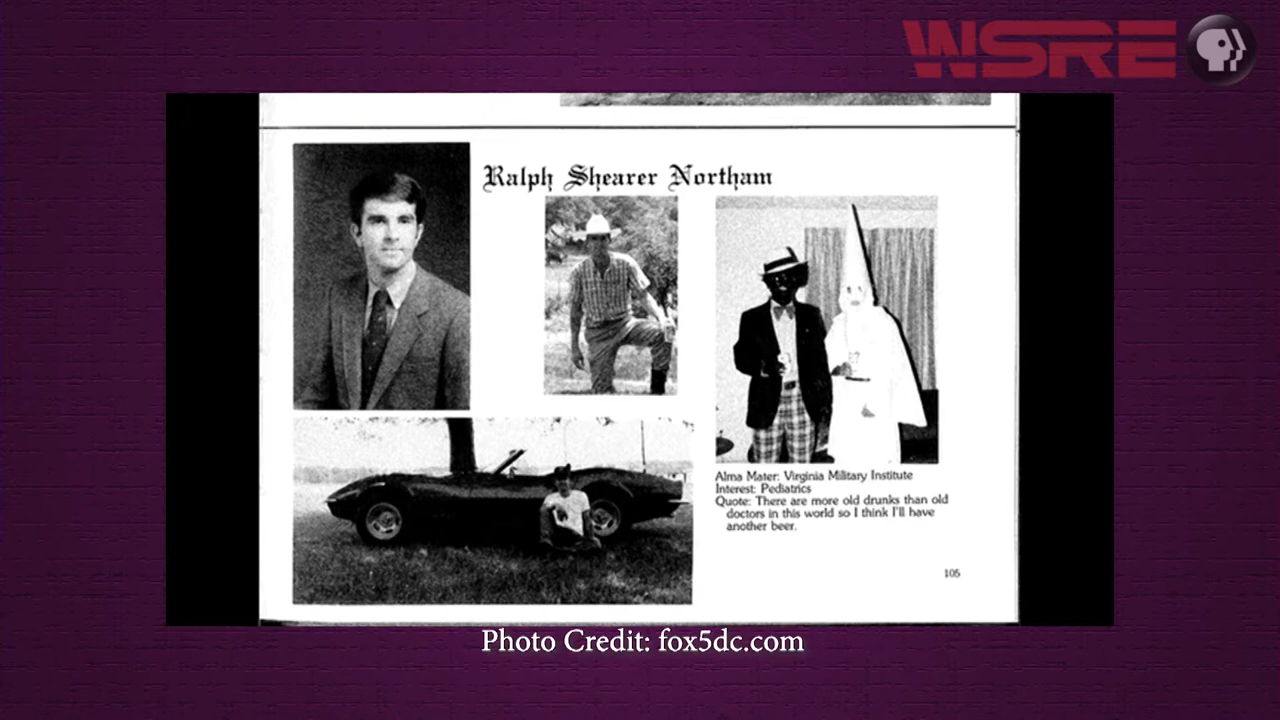 WSRE
Ralph Shearer Northam
Alma Mater: Virginia Military Institute
Interest: Pediatrics
Quote: There are more old drunks than old
doctors in this world so I think I'll have
another beer.
105
Photo Credit: fox5dc.com